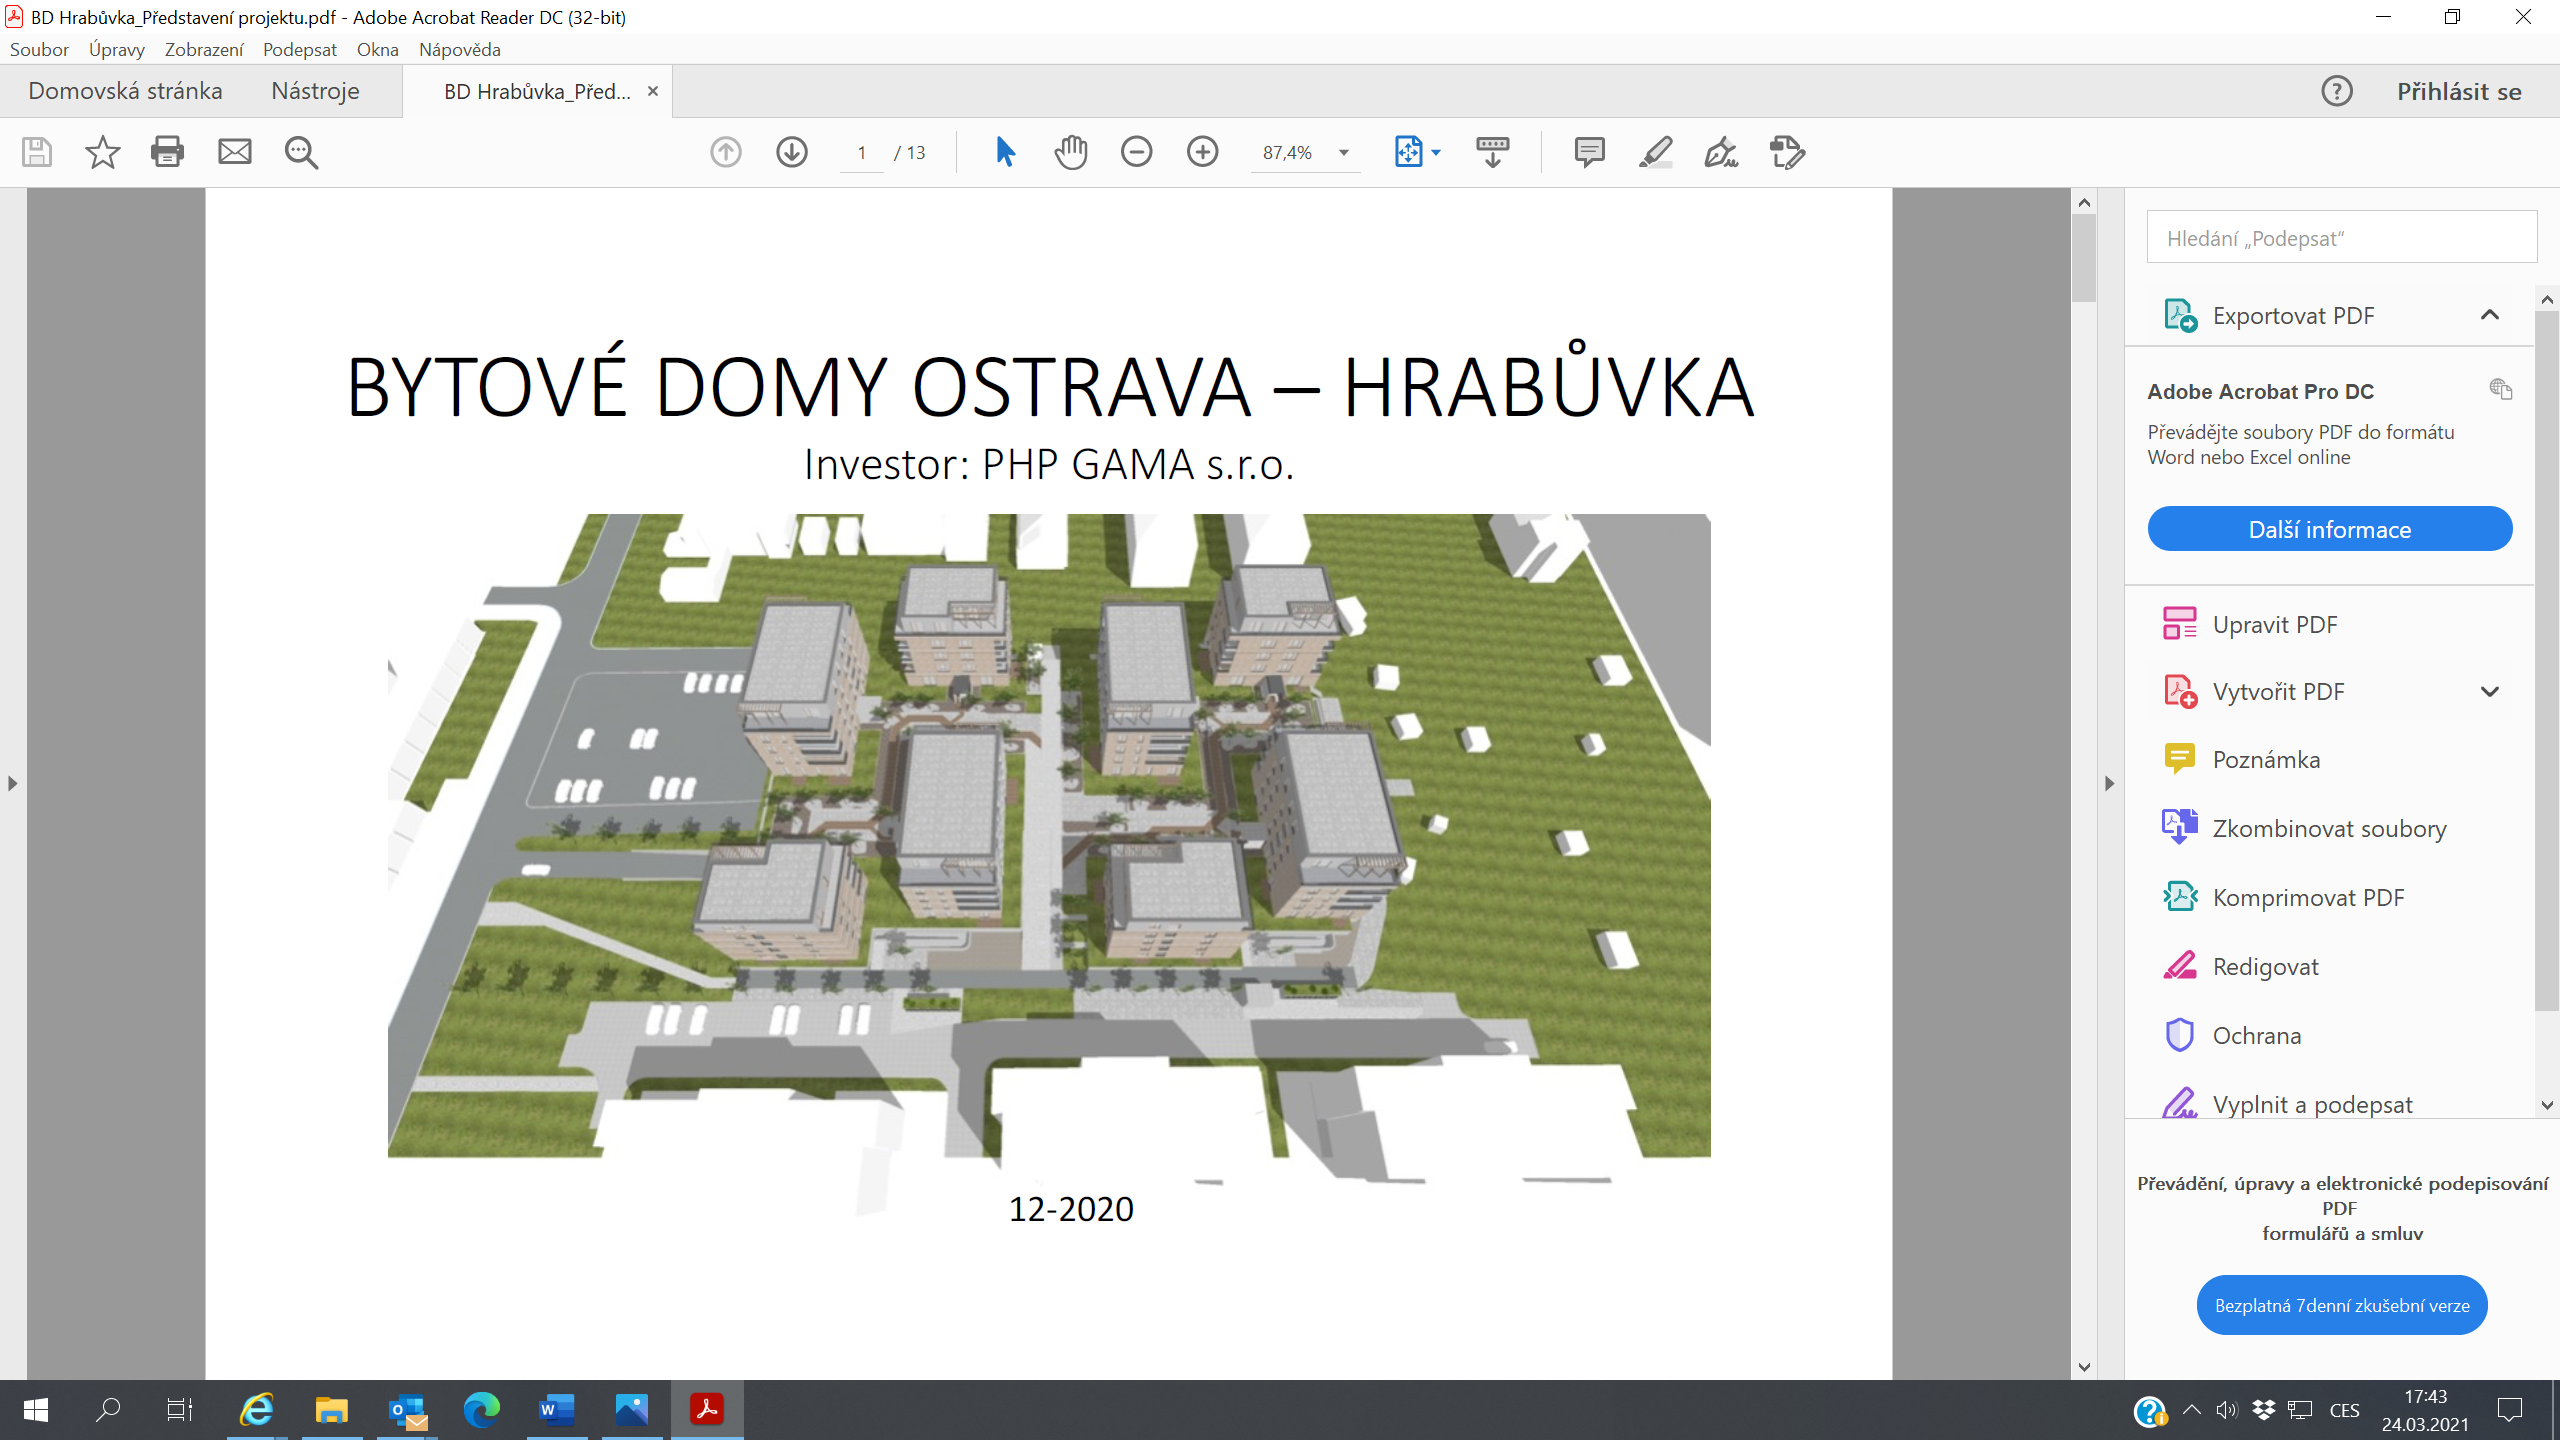 BD Hrabůvka_Představení projektu.pdf - Adobe Acrobat Reader DC (32-bit)
Soubor Úpravy Zobrazení Podepsat Okna Nápověda
Domovská stránka Nástroje BD Hrabůvka_Před... × ? Přihlásit se
1 / 13 87,4%
BYTOVÉ DOMY OSTRAVA – HRABŮVKA
Investor: PHP GAMA s.r.o.
12-2020
Hledání „Podepsat“
Exportovat PDF
Adobe Acrobat Pro DC
Převádějte soubory PDF do formátu
Word nebo Excel online
Další informace
Upravit PDF
Vytvořit PDF
Poznámka
Zkombinovat soubory
Komprimovat PDF
Redigovat
Ochrana
Vyplnit a podepsat
Převádění, úpravy a elektronické podepisování
PDF
formulářů a smluv
Bezplatná 7denní zkušební verze
CES
17:43
24.03.2021